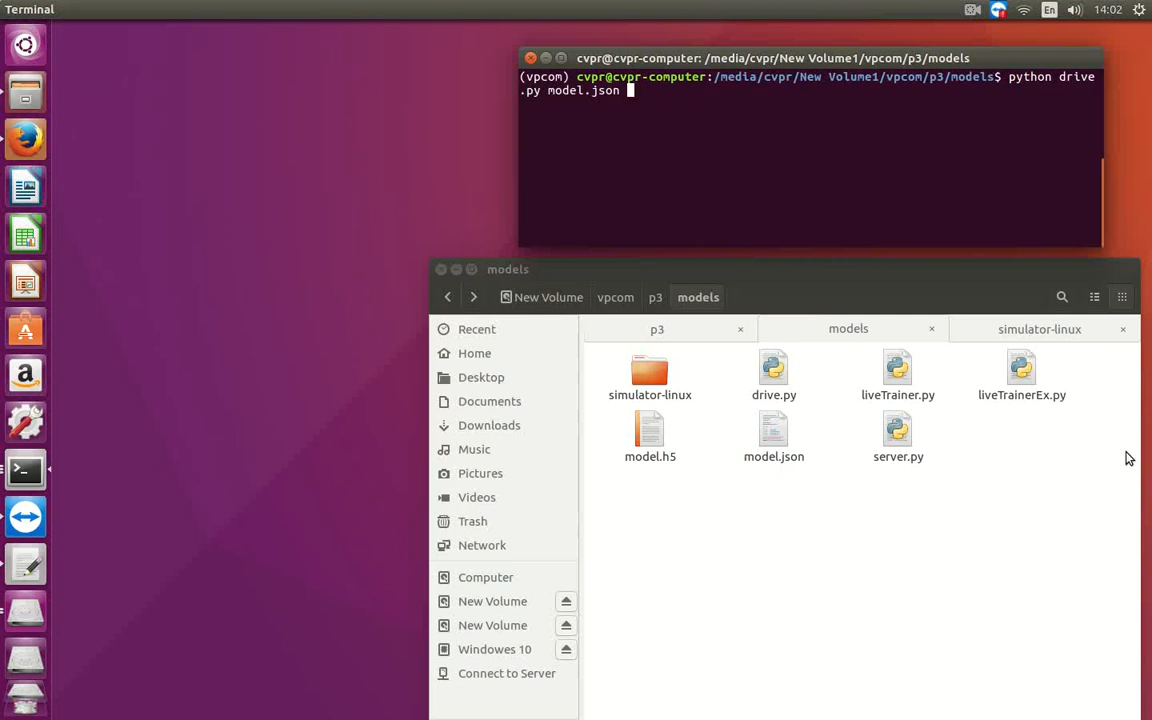 Terminal
En
14:02
cvpr@cvpr-computer: /media/cvpr/New Volume1/vpcom/p3/models
(vpcom) cvpr@cvpr-computer:/media/cvpr/New Volume1/vpcom/p3/models$ python drive
.py model.json
models
New Volume vpcom p3 models
Recent
Home
Desktop
Documents
Downloads
Music
Pictures
Videos
Trash
Network
Computer
New Volume
New Volume
Windowes 10
Connect to Server
p3 models simulator-linux
simulator-linux drive.py liveTrainer.py liveTrainerEx.py
model.h5 model.json server.py